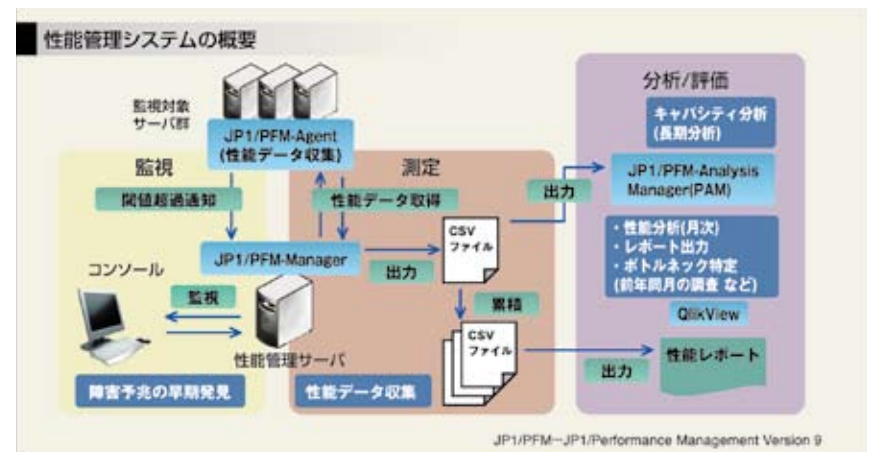 性能管理システムの概要
監視対象
サーバ群
JP1/PFM-Agent
(性能データ収集)
監視
閾値超過通知
コンソール
監視
JP1/PFM-Manager
性能管理サーバ
障害予兆の早期発見
測定
性能データ取得
出力
CSV
ファイル
累積
CSV
ファイル
性能データ収集
出力
出力
分析/評価
キャパシティ分析
(長期分析)
JP1/PFM-Analysis
Manager(PAM)
・性能分析(月次)
・レポート出力
・ボトルネック特定
(前年同月の調査 など)
QlikView
性能レポート
JP1/PFM−JP1/Performance Management Version 9